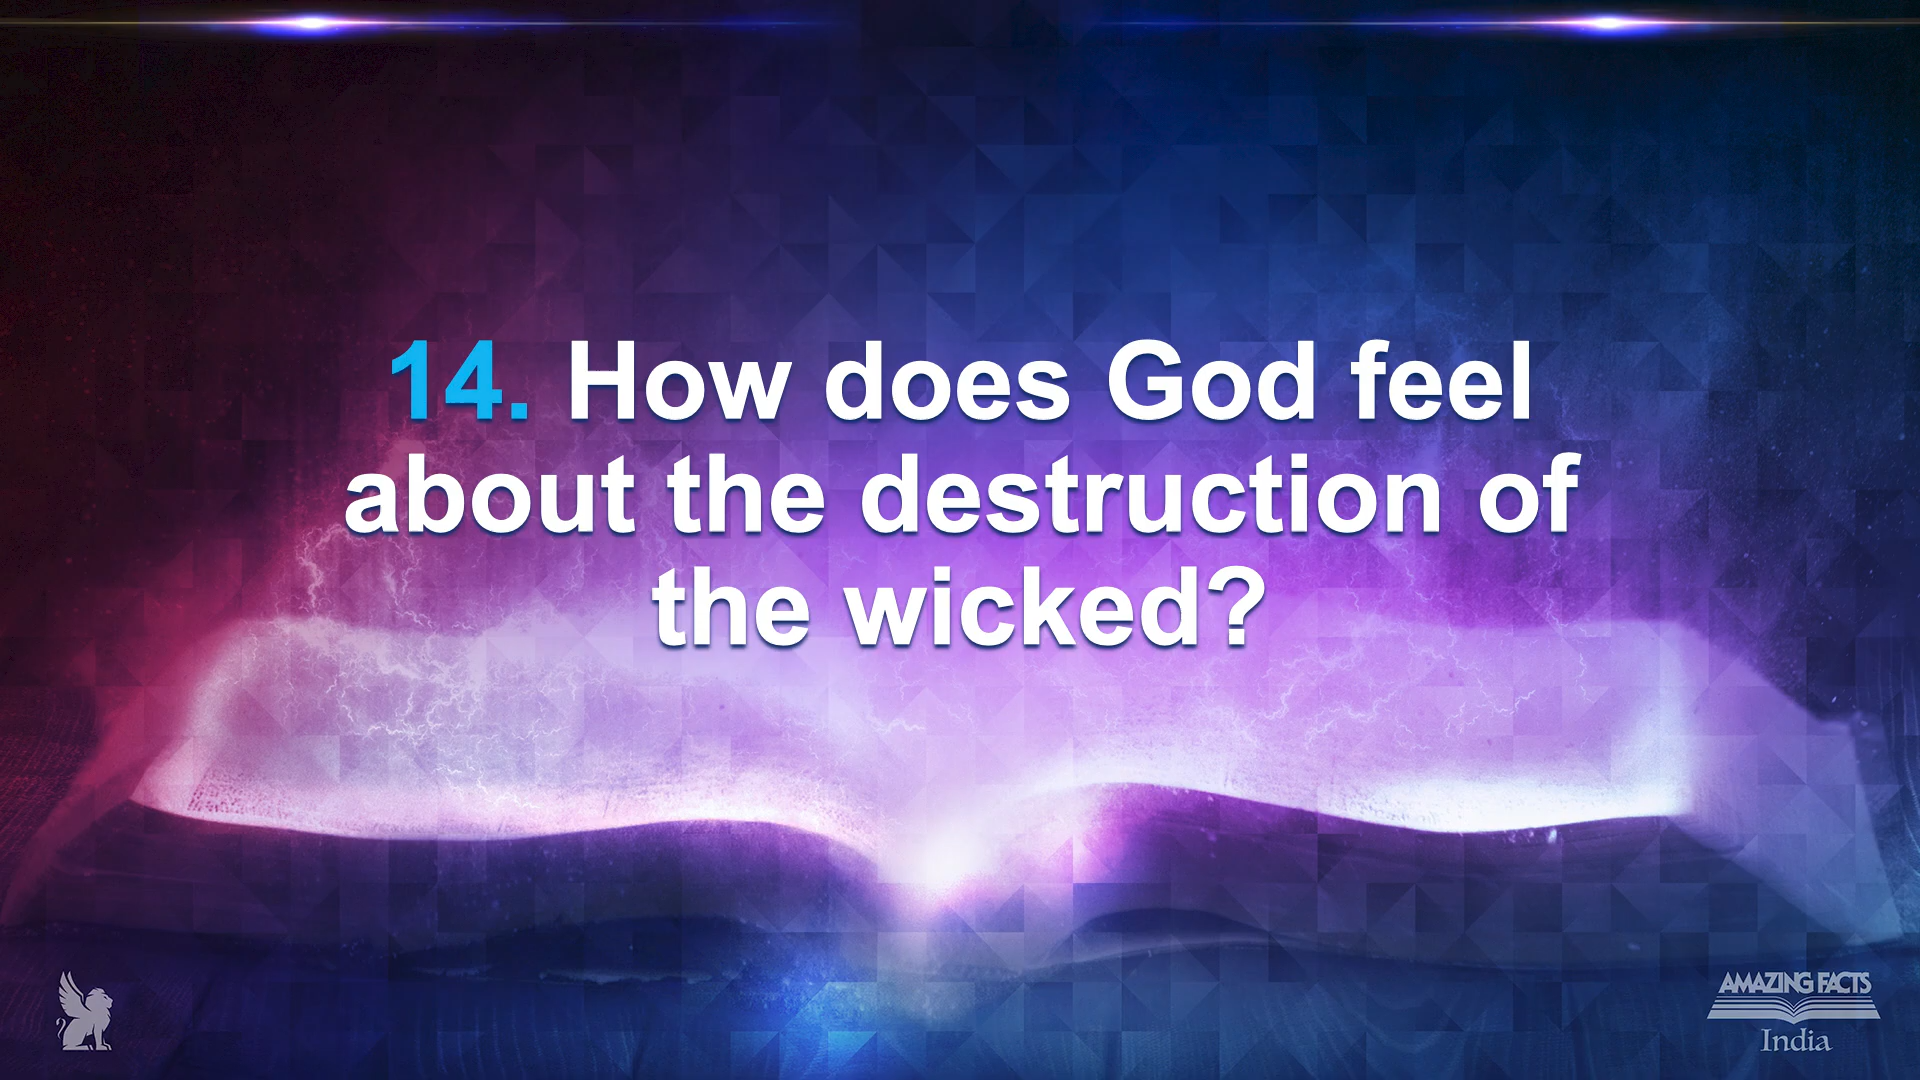 14. How does God feel
about the destruction of
the wicked?
AMAZING FACTS
India